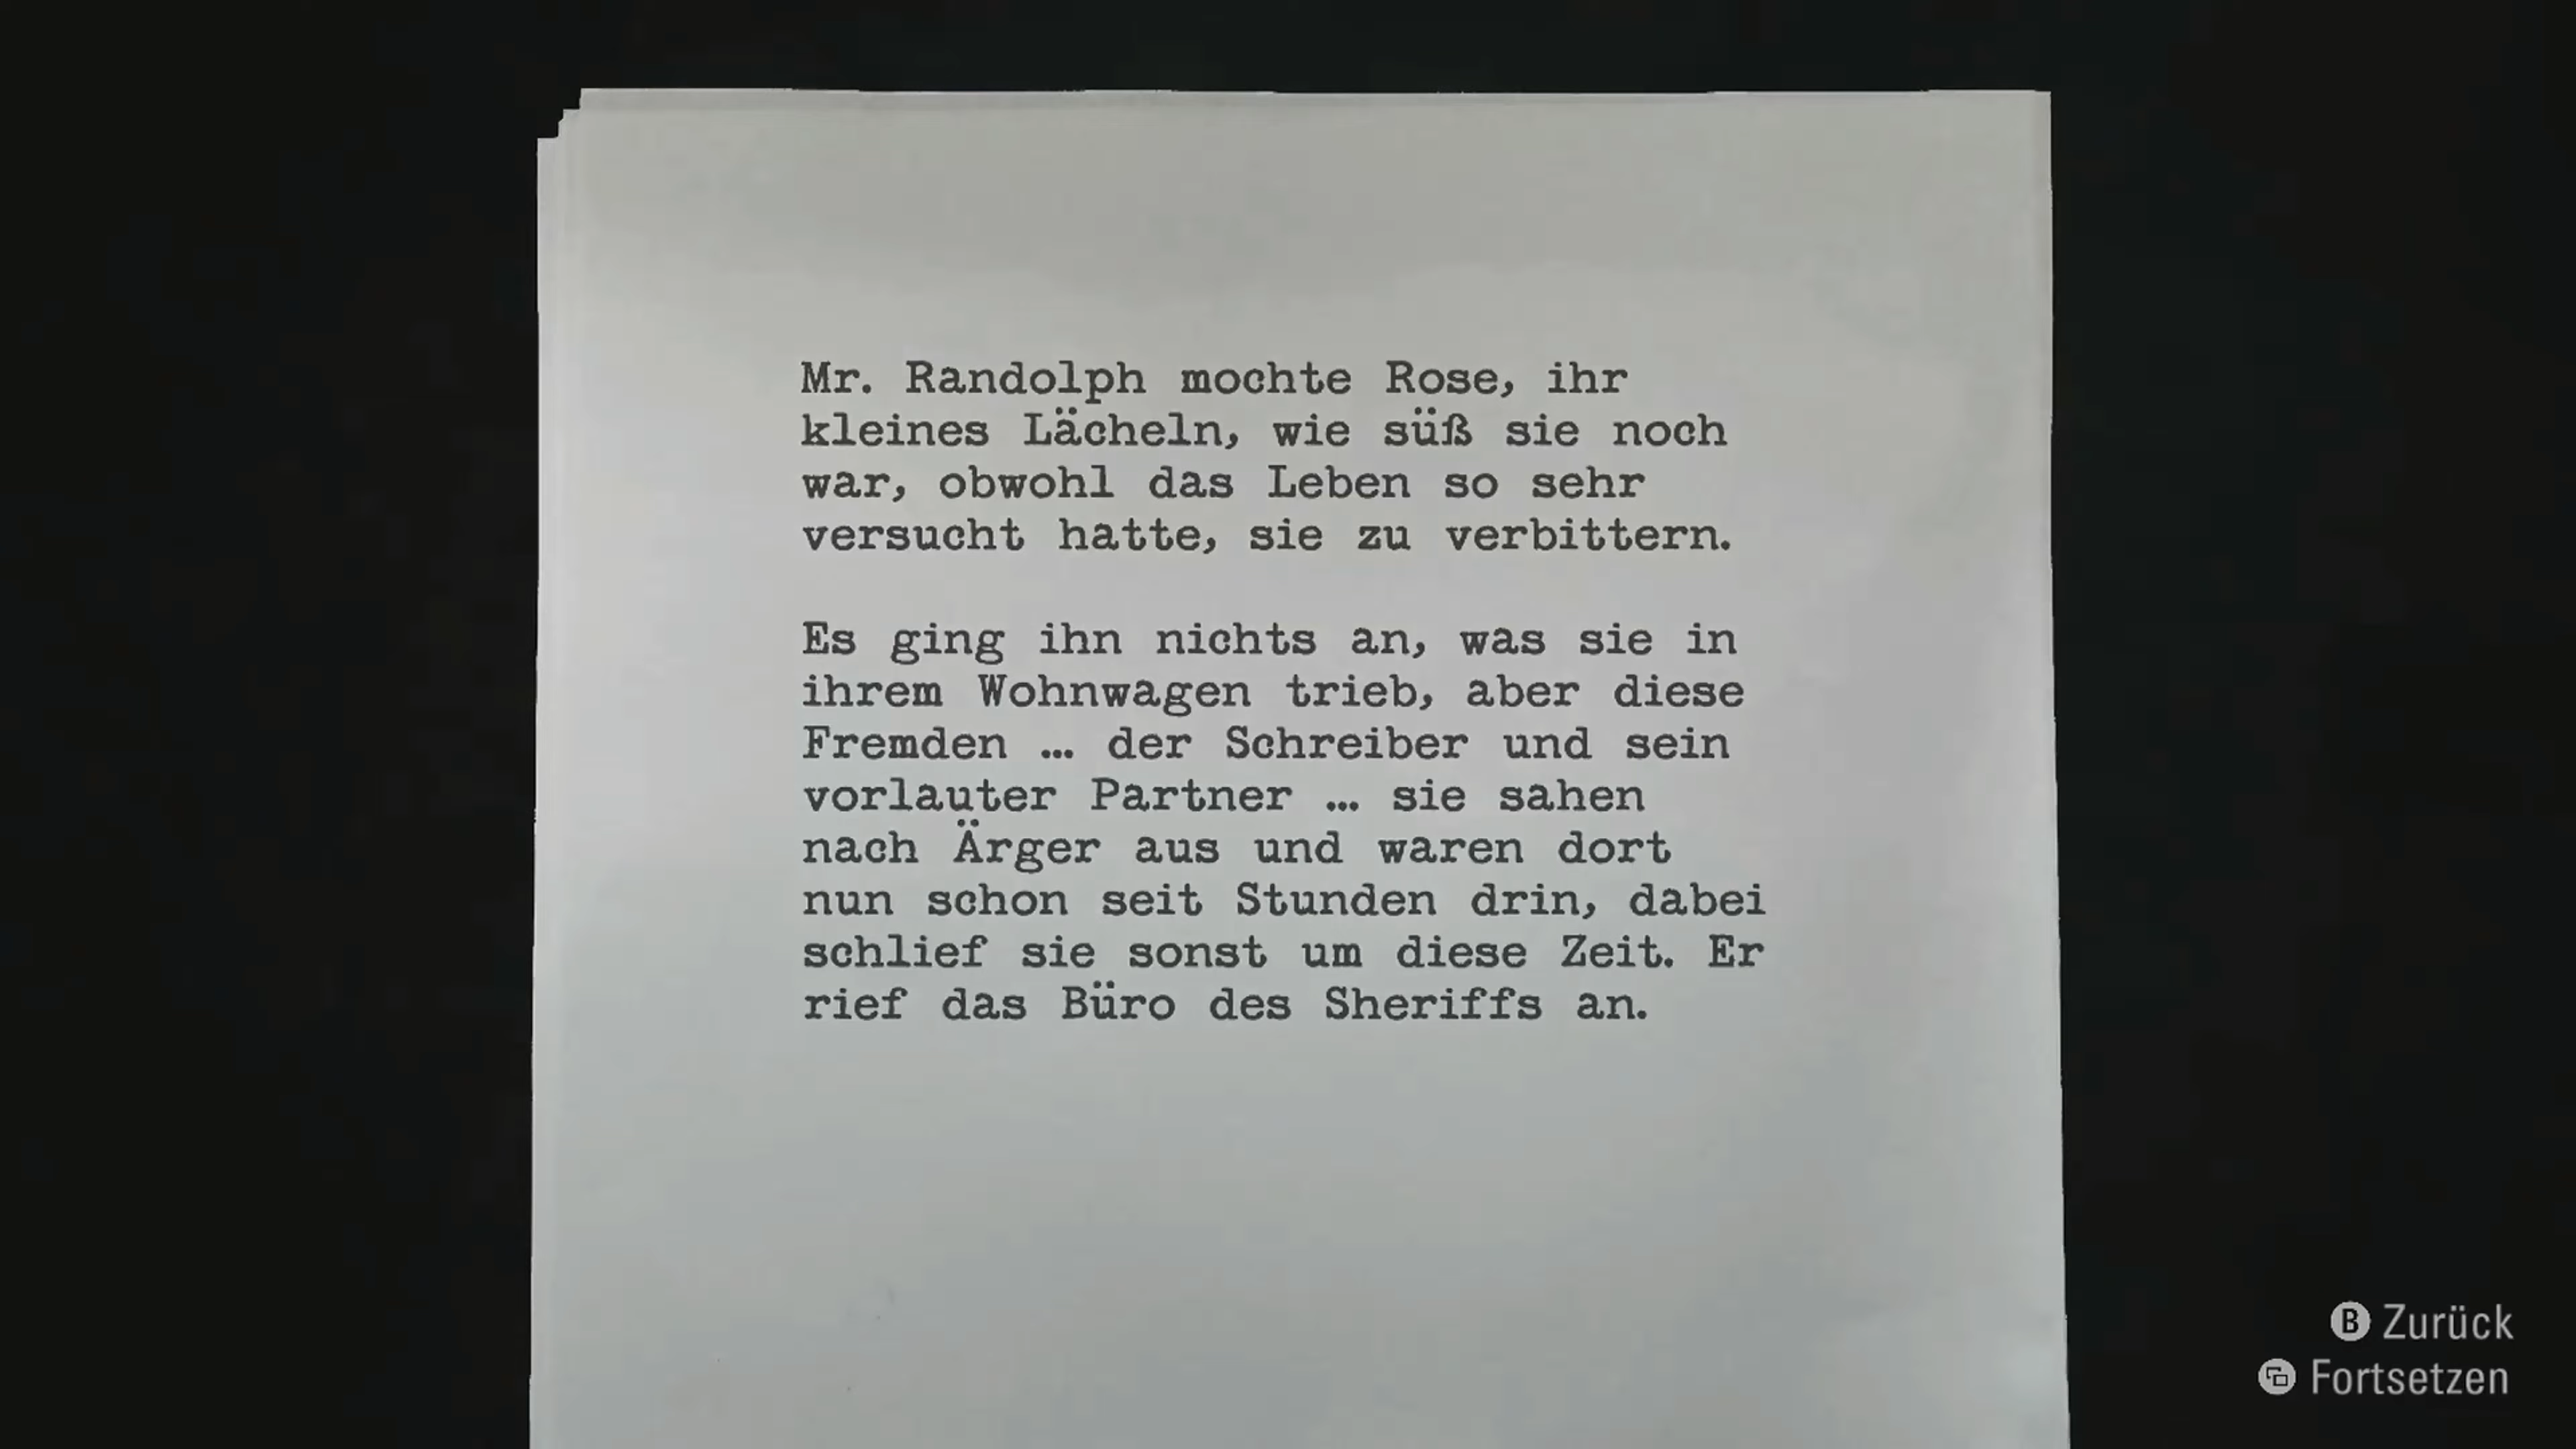 Mr. Randolph mochte Rose, ihr
kleines Lächeln, wie süß sie noch
war, obwohl das Leben so sehr
versucht hatte, sie zu verbittern.
Es ging ihn nichts an, was sie in
ihrem Wohnwagen trieb, aber diese
Fremden … der Schreiber und sein
vorlauter Partner … sie sahen
nach Ärger aus und waren dort
nun schon seit Stunden drin, dabei
schlief sie sonst um diese Zeit. Er
rief das Büro des Sheriffs an.
B Zurück
Fortsetzen